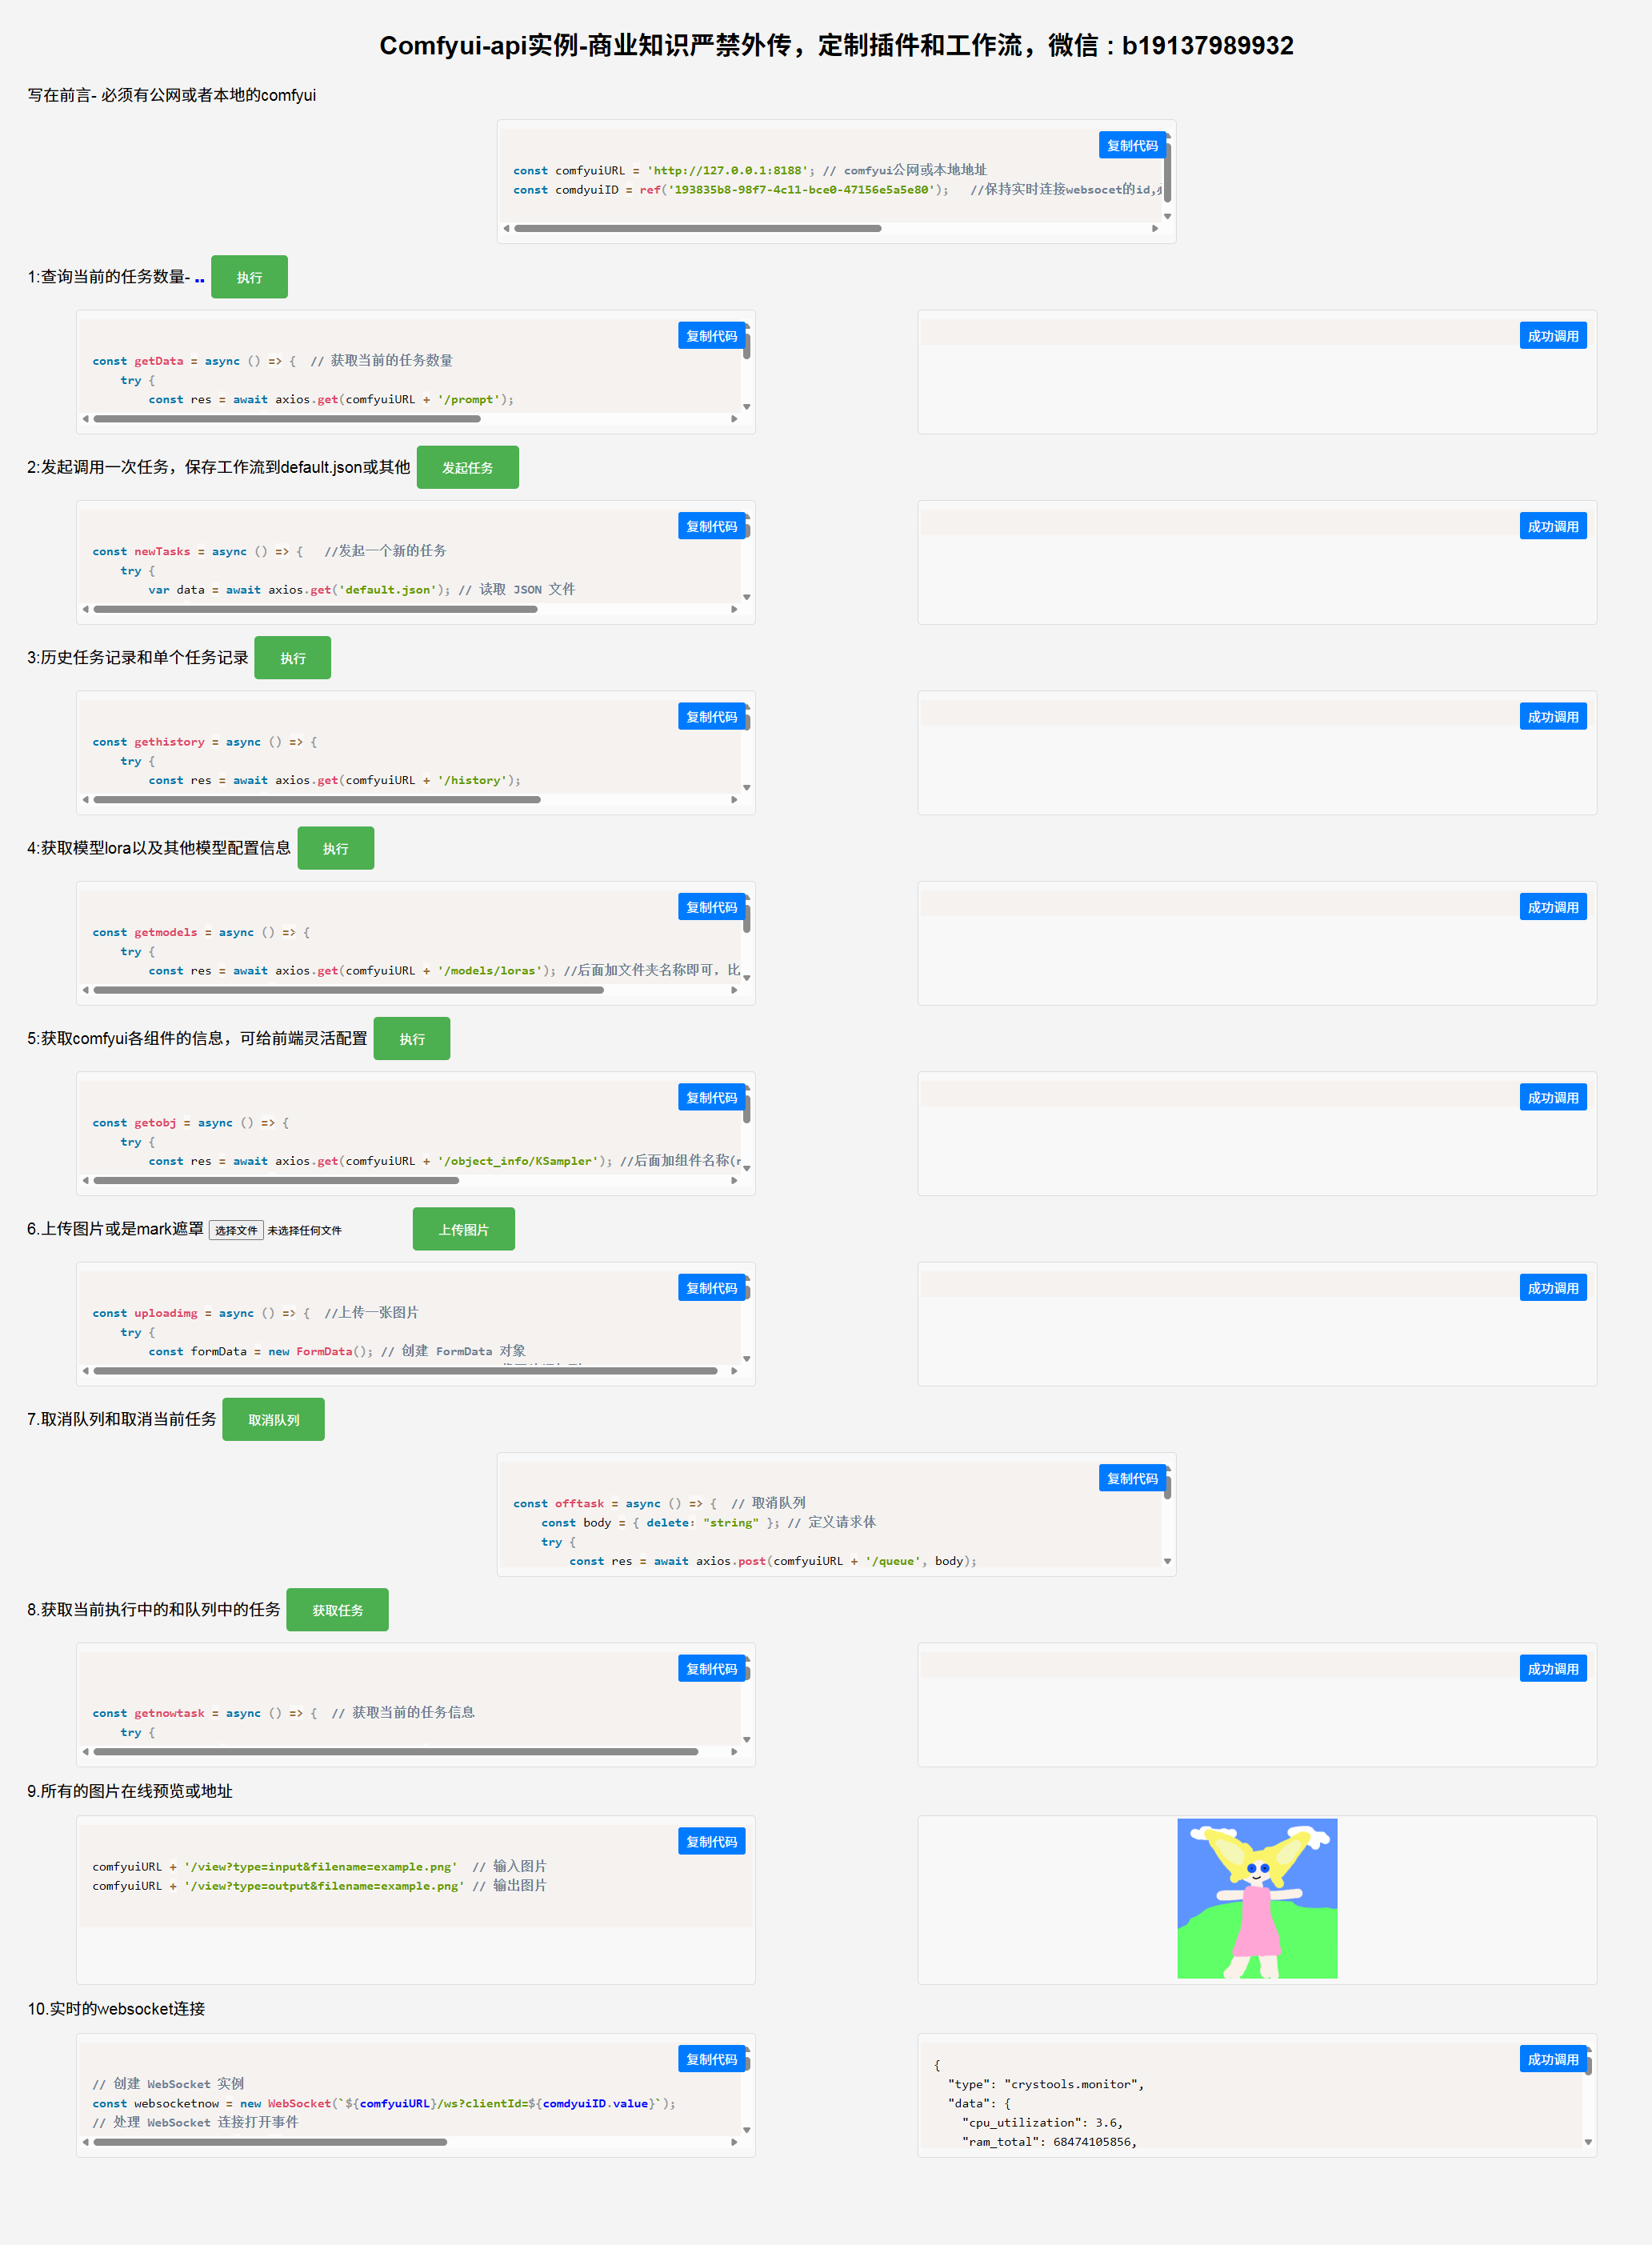 Comfyui-api实例-商业知识严禁外传，定制插件和工作流，微信 : b19137989932
写在前言- 必须有公网或者本地的comfyui
复制代码
const comfyuiURL = 'http://127.0.0.1:8188'; // comfyui公网或本地地址
const comdyuiID = ref('193835b8-98f7-4c11-bce0-47156e5a5e80');   //保持实时连接websocet的id,
1:查询当前的任务数量- .. 执行
复制代码
const getData = async () => {  // 获取当前的任务数量
    try {
        const res = await axios.get(comfyuiURL + '/prompt');
成功调用
2:发起调用一次任务，保存工作流到default.json或其他 发起任务
复制代码
const newTasks = async () => {   //发起一个新的任务
    try {
        var data = await axios.get('default.json'); // 读取 JSON 文件
成功调用
3:历史任务记录和单个任务记录 执行
复制代码
const gethistory = async () => {
    try {
        const res = await axios.get(comfyuiURL + '/history');
成功调用
4:获取模型lora以及其他模型配置信息 执行
复制代码
const getmodels = async () => {
    try {
        const res = await axios.get(comfyuiURL + '/models/loras'); //后面加文件夹名称即可，比
成功调用
5:获取comfyui各组件的信息，可给前端灵活配置 执行
复制代码
const getobj = async () => {
    try {
        const res = await axios.get(comfyuiURL + '/object_info/KSampler'); //后面加组件名称(
成功调用
6.上传图片或是mark遮罩 选择文件 未选择任何文件 上传图片
复制代码
const uploadimg = async () => {  //上传一张图片
    try {
        const formData = new FormData(); // 创建 FormData 对象
成功调用
7.取消队列和取消当前任务 取消队列
复制代码
const offtask = async () => {  // 取消队列
    const body = { delete: "string" }; // 定义请求体
    try {
        const res = await axios.post(comfyuiURL + '/queue', body);
8.获取当前执行中的和队列中的任务 获取任务
复制代码
const getnowtask = async () => {  // 获取当前的任务信息
    try {
成功调用
9.所有的图片在线预览或地址
复制代码
comfyuiURL + '/view?type=input&filename=example.png'  // 输入图片
comfyuiURL + '/view?type=output&filename=example.png' // 输出图片
10.实时的websocket连接
复制代码
// 创建 WebSocket 实例
const websocketnow = new WebSocket(`${comfyuiURL}/ws?clientId=${comdyuiID.value}`);
// 处理 WebSocket 连接打开事件
成功调用
{
  "type": "crystools.monitor",
  "data": {
    "cpu_utilization": 3.6,
    "ram_total": 68474105856,